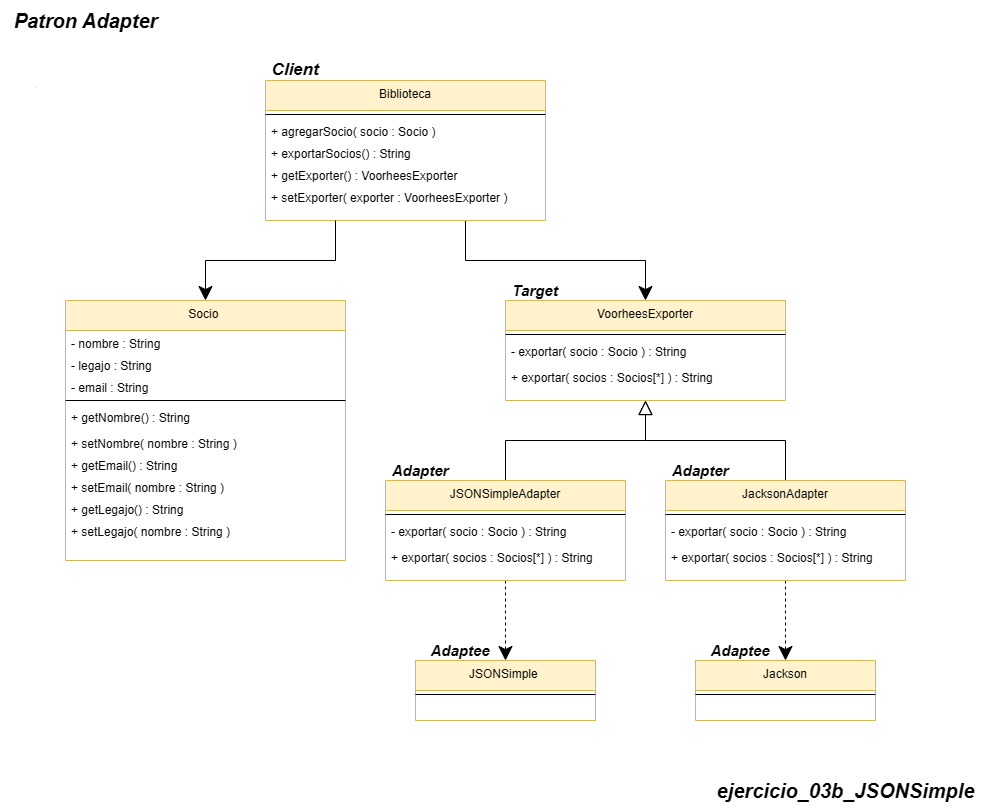 Patron Adapter
Client
Biblioteca
+ agregarSocio( socio : Socio )
+ exportarSocios() : String
+ getExporter() : VoorheesExporter
+ setExporter( exporter : VoorheesExporter )
Socio
- nombre : String
- legajo : String
- email : String
+ getNombre() : String
+ setNombre( nombre : String )
+ getEmail() : String
+ setEmail( nombre : String )
+ getLegajo() : String
+ setLegajo( nombre : String )
Target
VoorheesExporter
- exportar( socio : Socio ) : String
+ exportar( socios : Socios[*] ) : String
Adapter
JSONSimpleAdapter
- exportar( socio : Socio ) : String
+ exportar( socios : Socios[*] ) : String
Adapter
JacksonAdapter
- exportar( socio : Socio ) : String
+ exportar( socios : Socios[*] ) : String
Adaptee
JSONSimple
Adaptee
Jackson
ejercicio_03b_JSONSimple